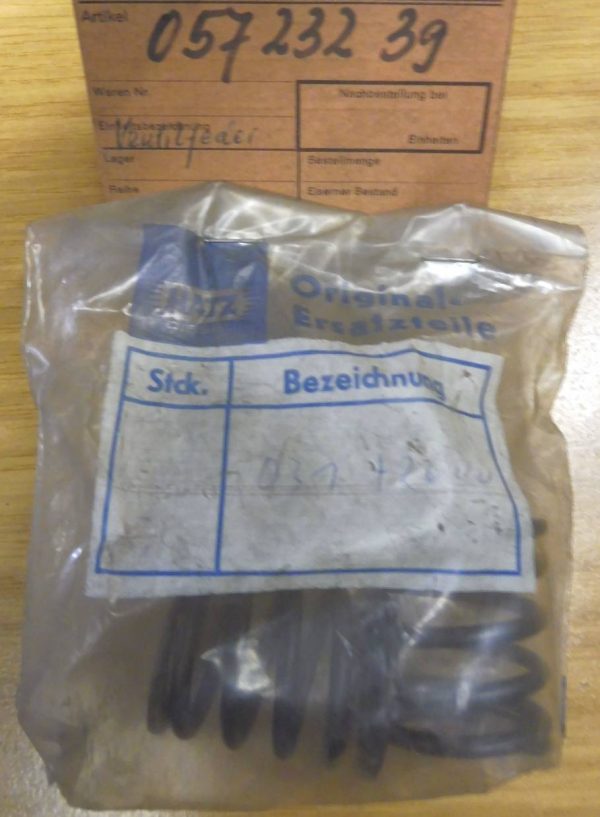 Artikel
057 232 39
Waren Nr.
Nachbestellung bei
Einheiten
Ventilfeder
Lager
Bestellmenge
Reihe
Eiserner Bestand
HATZ
Original-
Ersatzteile
Stck.
Bezeichnung